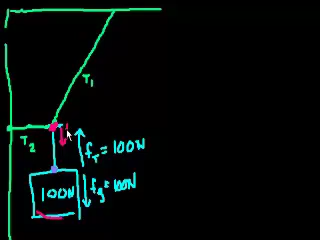 T1
T2
fT = 100N
100N
fg = 100N